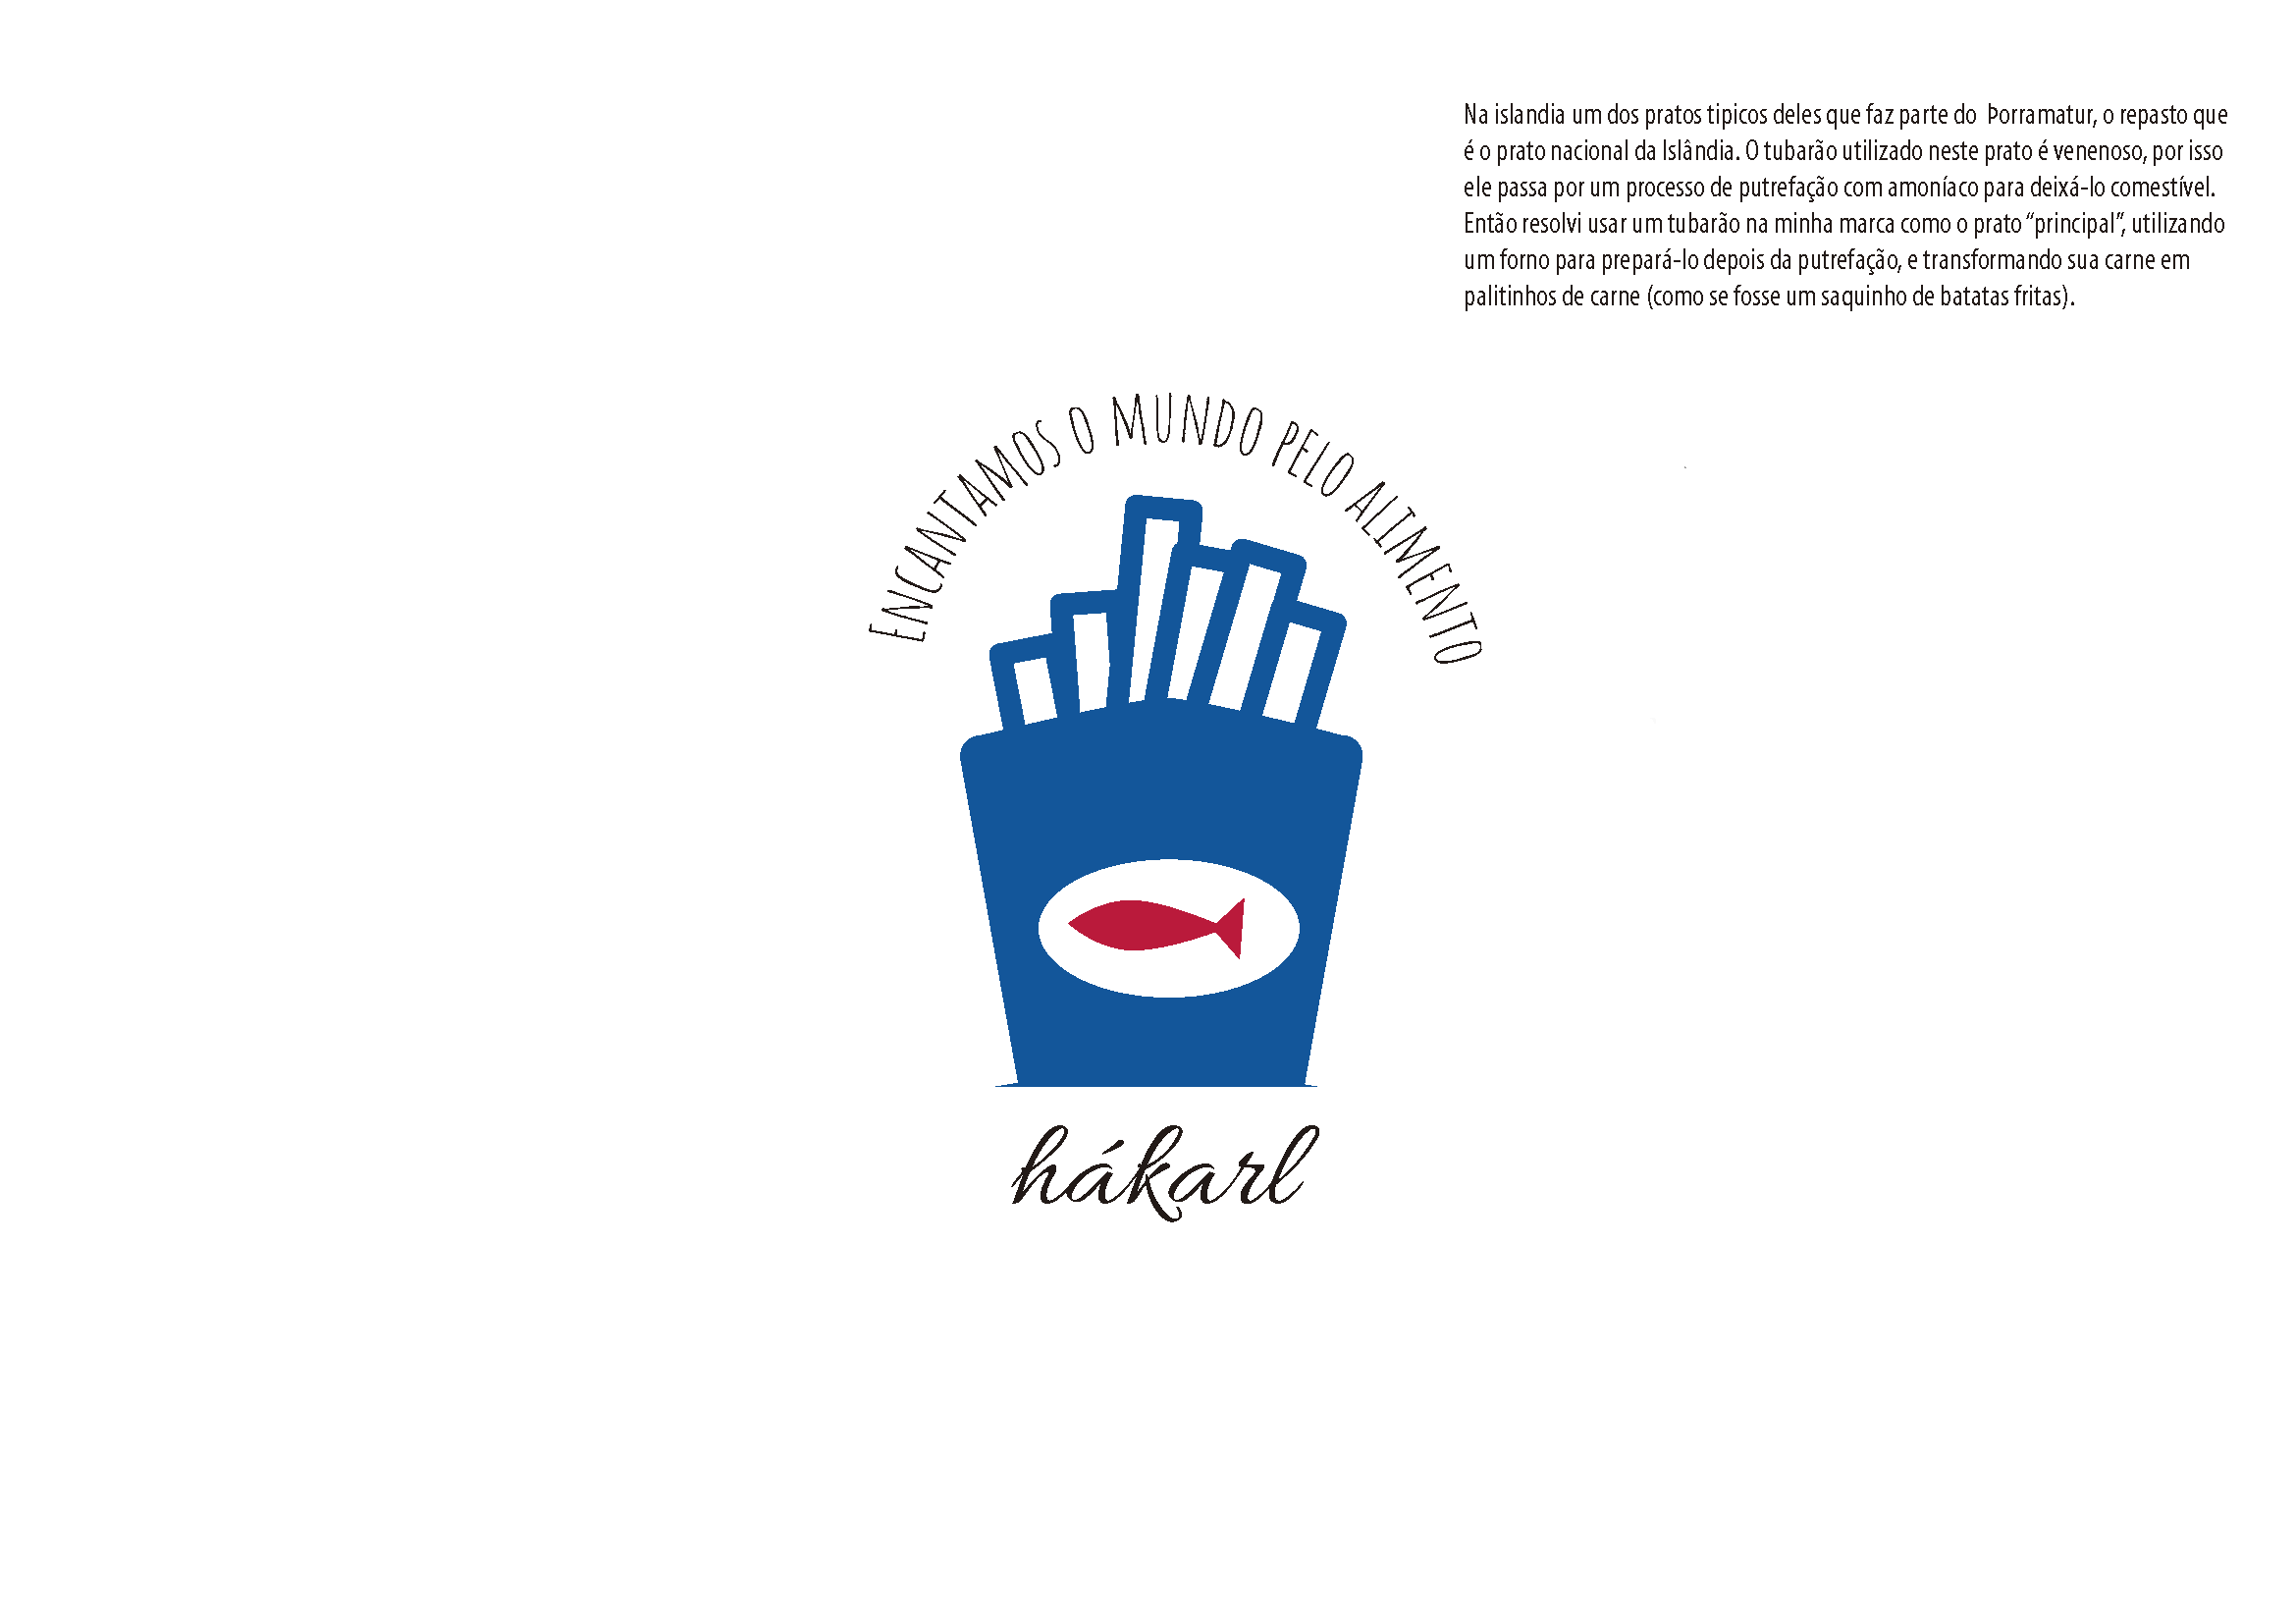 Na islandia um dos pratos tipicos deles que faz parte do Þorramatur, o repasto que
é o prato nacional da Islândia. O tubarão utilizado neste prato é venenoso, por isso
ele passa por um processo de putrefação com amoníaco para deixá-lo comestível.
Então resolvi usar um tubarão na minha marca como o prato “principal”, utilizando
um forno para prepará-lo depois da putrefação, e transformando sua carne em
palitinhos de carne (como se fosse um saquinho de batatas fritas).
ENCANTAMOS O MUNDO PELO ALIMENTO
hákarl